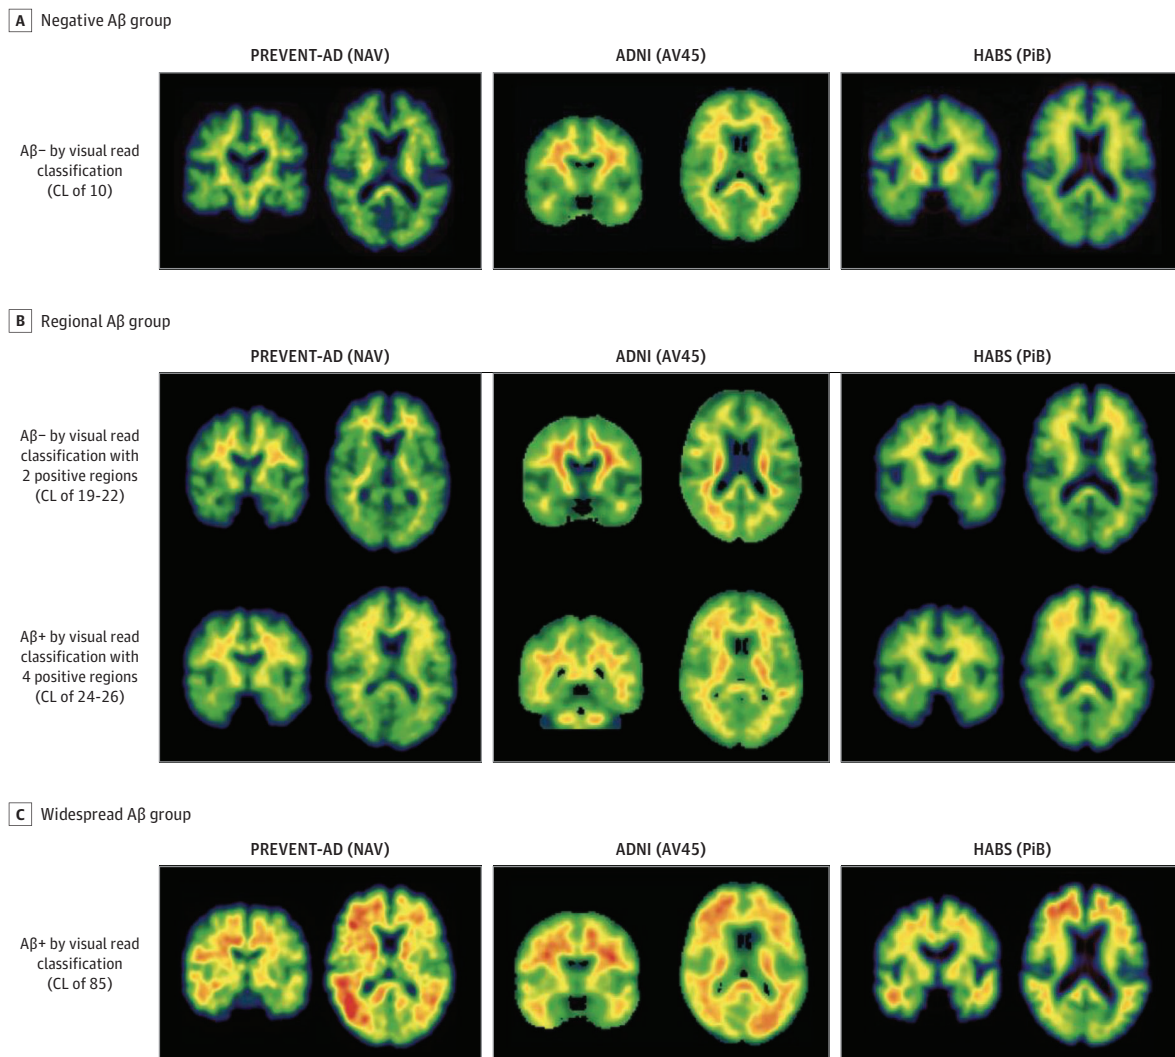 A Negative Aβ group
PREVENT-AD (NAV) ADNI (AV45) HABS (PiB)
Aβ− by visual read
classification
(CL of 10)
B Regional Aβ group
PREVENT-AD (NAV) ADNI (AV45) HABS (PiB)
Aβ− by visual read
classification with
2 positive regions
(CL of 19-22)
Aβ+ by visual read
classification with
4 positive regions
(CL of 24-26)
C Widespread Aβ group
PREVENT-AD (NAV) ADNI (AV45) HABS (PiB)
Aβ+ by visual read
classification
(CL of 85)